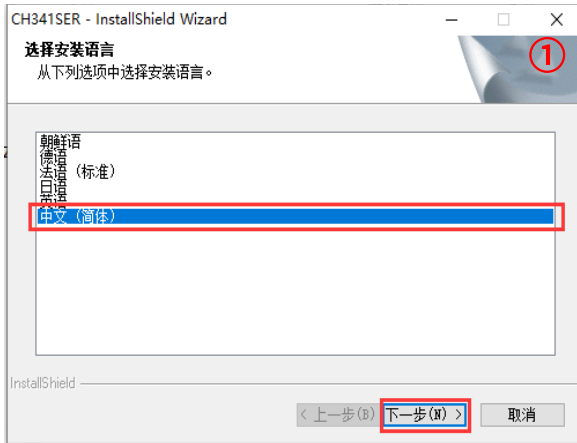 CH341SER - InstallShield Wizard
选择安装语言
从下列选项中选择安装语言。
①
朝鲜语
德语
法语 (标准)
日语
英语
中文 (简体)
InstallShield
< 上一步(B)
下一步(N) >
取消